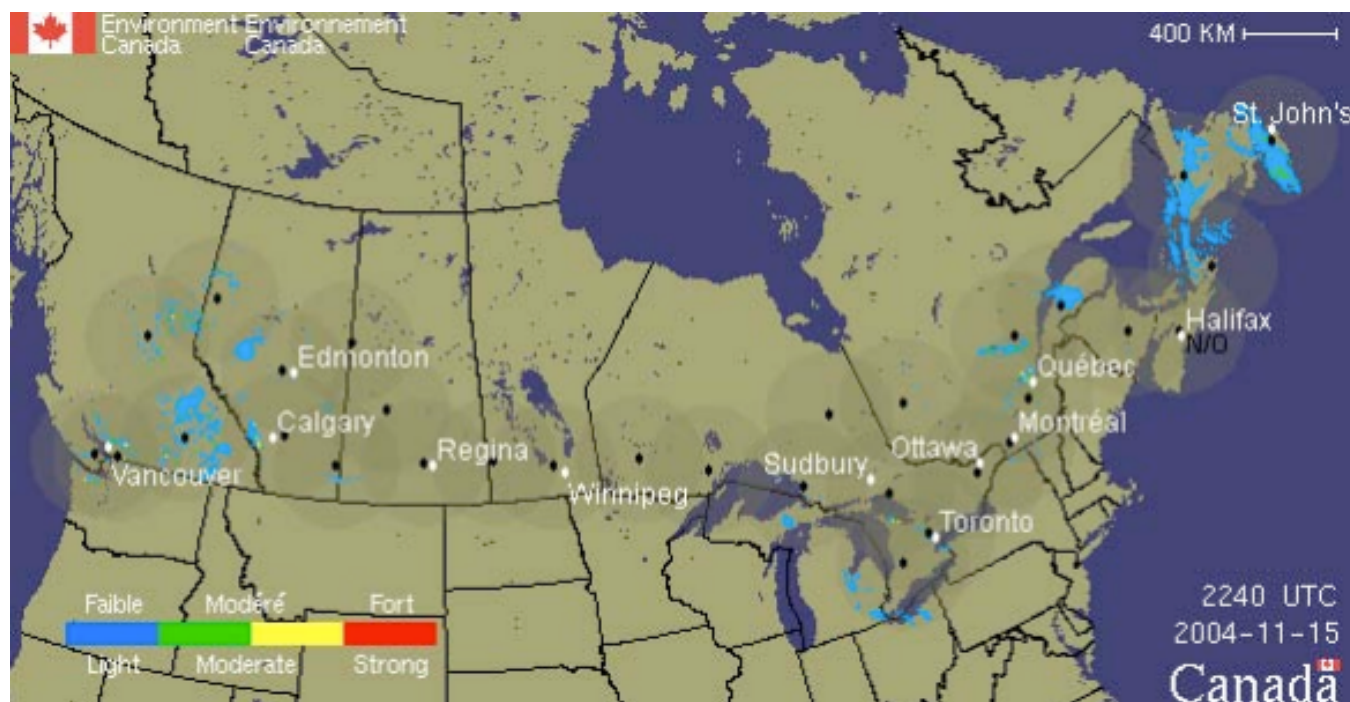 Environment Environnement
Canada Canada
400 KM
St. John's
Halifax
N/O
Edmonton
Québec
Calgary
Montréal
Regina
Ottawa
Sudbury
Vancouver
Winnipeg
Toronto
Faible Modéré Fort
Light Moderate Strong
2240 UTC
2004-11-15
Canada